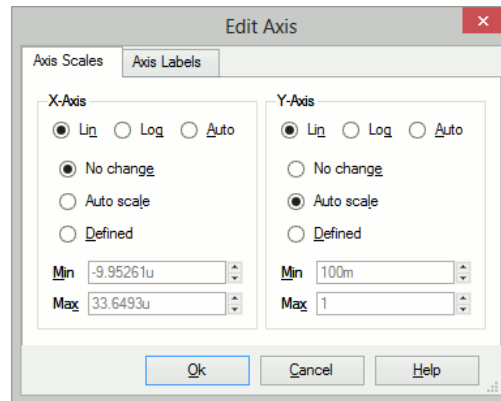 Edit Axis
Axis Scales Axis Labels
X-Axis
Lin Log Auto
No change
Auto scale
Defined
Min -9.95261u
Max 33.6493u
Y-Axis
Lin Log Auto
No change
Auto scale
Defined
Min 100m
Max 1
Ok Cancel Help